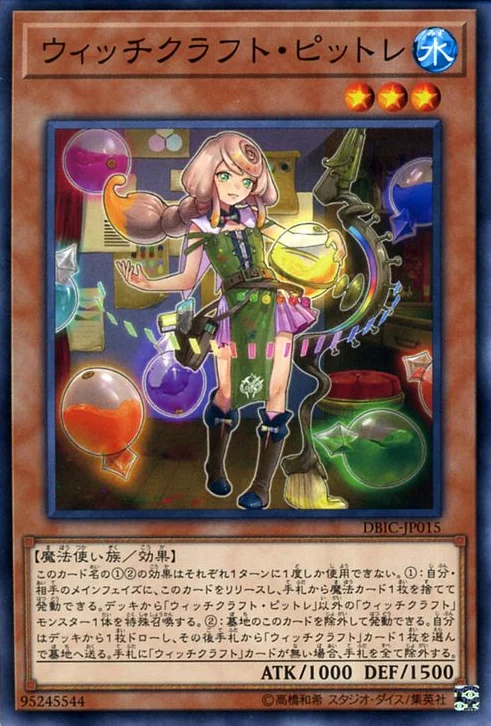 ウィッチクラフト・ピットレ
水
DBIC-JP015
【魔法使い族／効果】
このカード名の①②の効果はそれぞれ１ターンに１度しか使用できない。①：自分・
相手のメインフェイズに、このカードをリリースし、手札から魔法カード１枚を捨てて
発動できる。デッキから「ウィッチクラフト・ピットレ」以外の「ウィッチクラフト」
モンスター１体を特殊召喚する。②：墓地のこのカードを除外して発動できる。自分
はデッキから１枚ドローし、その後手札から「ウィッチクラフト」カード１枚を選ん
で墓地へ送る。手札に「ウィッチクラフト」カードが無い場合、手札を全て除外する。
ATK/1000 DEF/1500
95245544
©高橋和希 スタジオ・ダイス/集英社